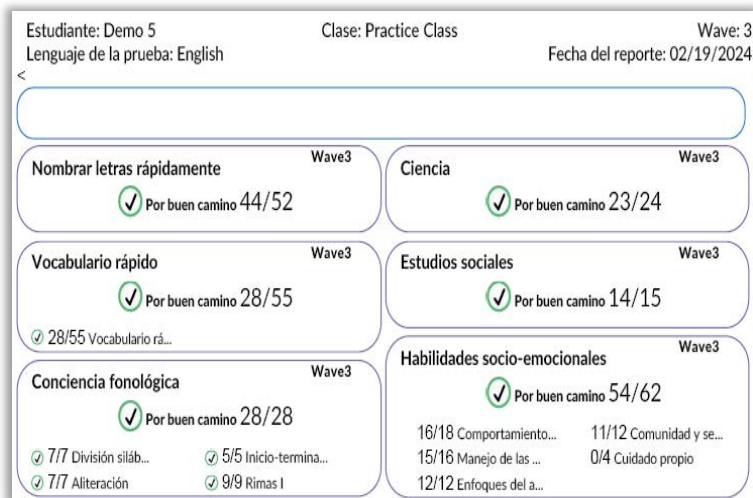 Estudiante: Demo 5 Clase: Practice Class Wave: 3
Lenguaje de la prueba: English Fecha del reporte: 02/19/2024
<
Nombrar letras rápidamente Wave3
Por buen camino 44/52
Vocabulario rápido Wave3
Por buen camino 28/55
28/55 Vocabulario rá...
Conciencia fonológica Wave3
Por buen camino 28/28
7/7 División siláb... 5/5 Inicio-termina...
7/7 Aliteración 9/9 Rimas I
Ciencia Wave3
Por buen camino 23/24
Estudios sociales Wave3
Por buen camino 14/15
Habilidades socio-emocionales Wave3
Por buen camino 54/62
16/18 Comportamiento... 11/12 Comunidad y se...
15/16 Manejo de las ... 0/4 Cuidado propio
12/12 Enfoques del a...